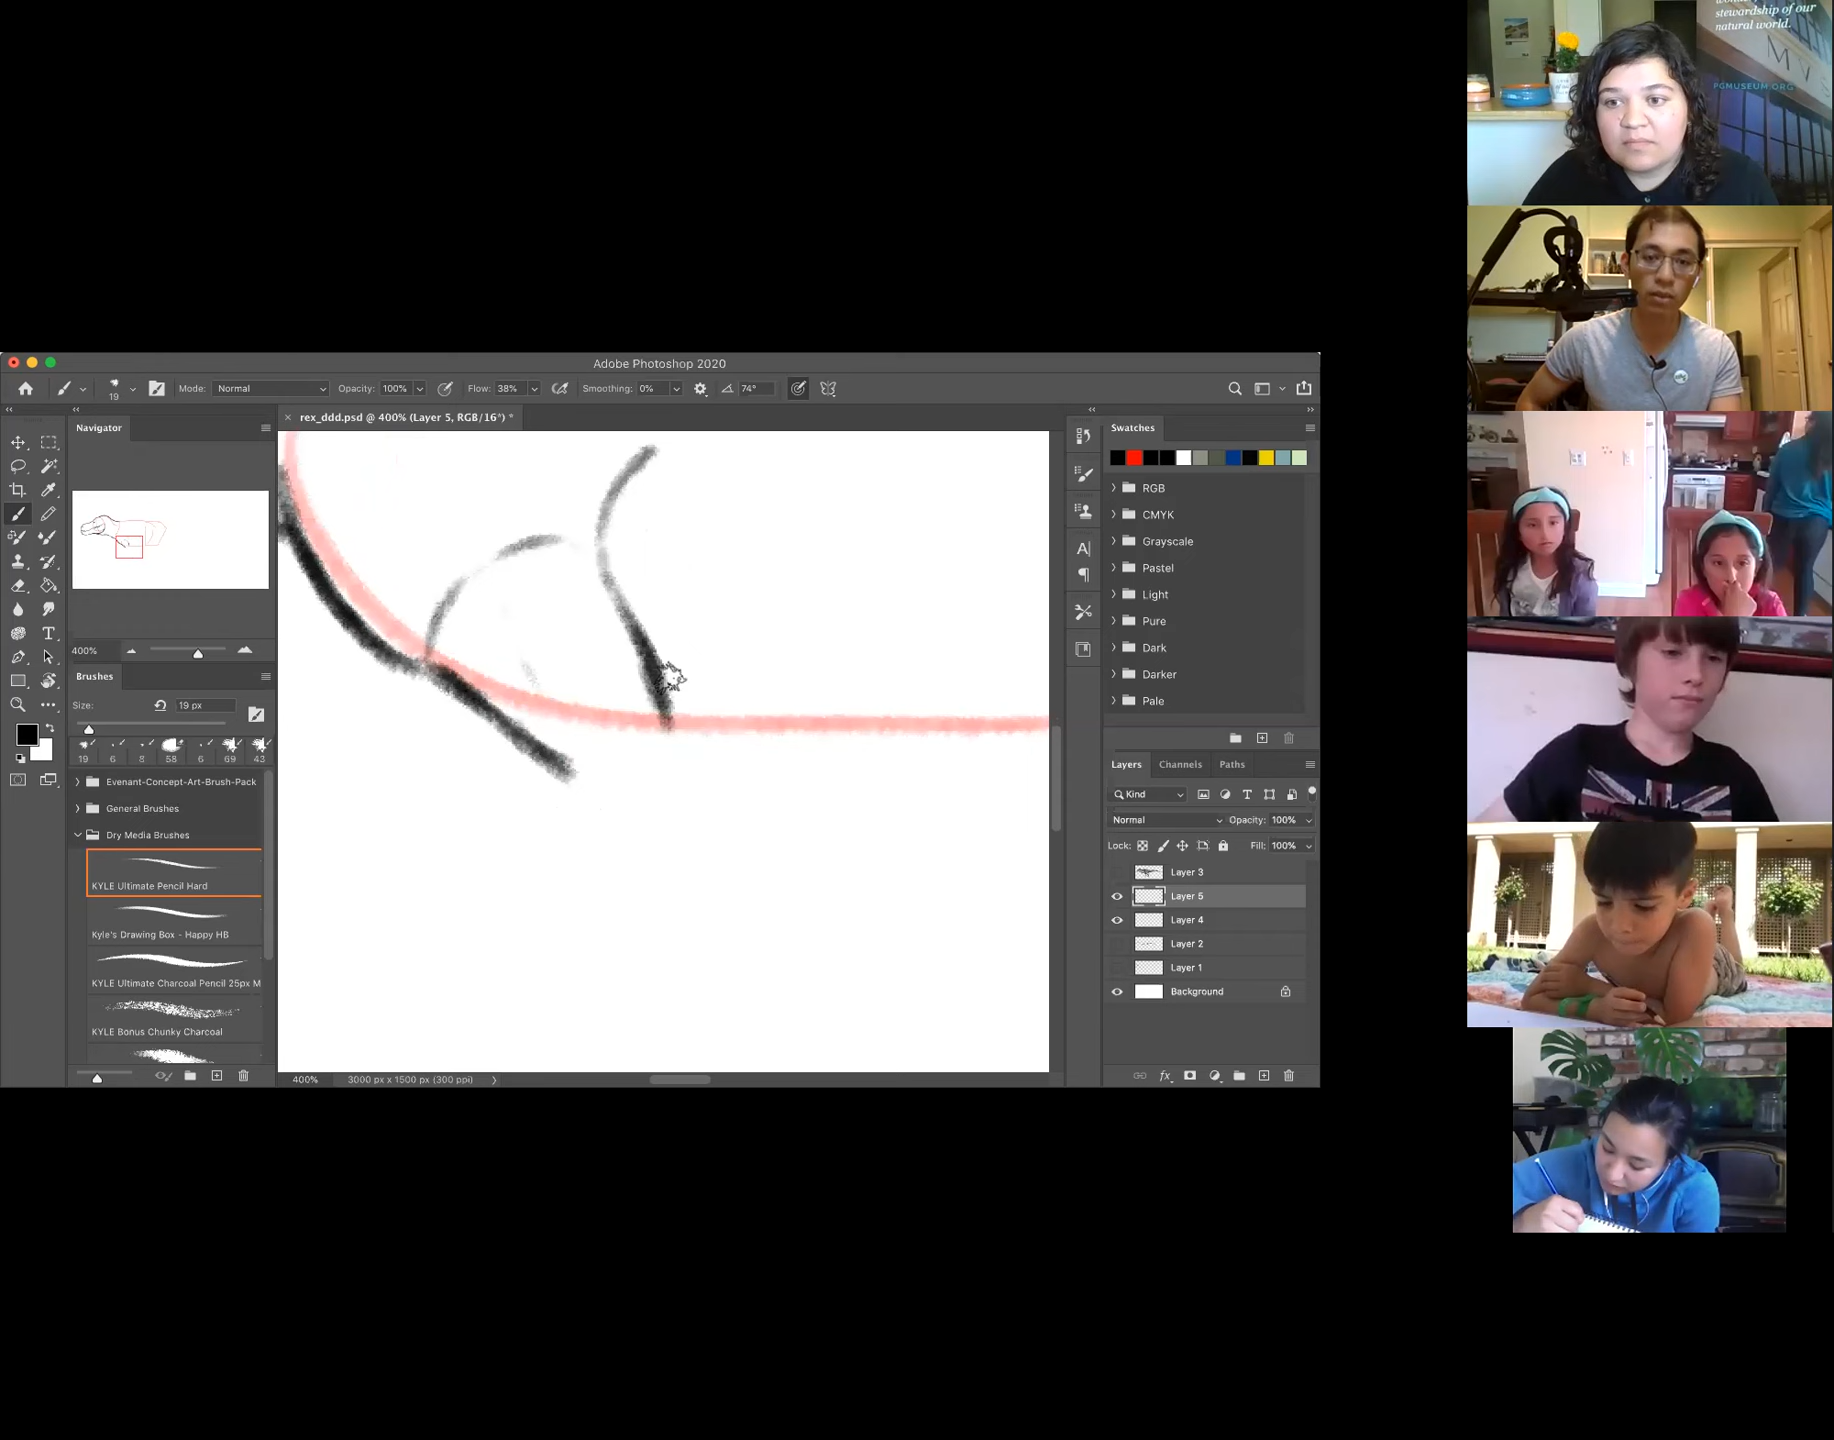 stewardship of our
natural world.
PGMUSEUM.ORG
Adobe Photoshop 2020
19
Mode: Normal
Opacity: 100%
Flow: 38%
Smoothing: 0%
74°
rex_ddd.psd @ 400% (Layer 5, RGB/16*) *
Navigator
400%
Brushes
Size:
19 px
19 6 8 58 6 69 43
Evenant-Concept-Art-Brush-Pack
General Brushes
Dry Media Brushes
KYLE Ultimate Pencil Hard
Kyle's Drawing Box - Happy HB
KYLE Ultimate Charcoal Pencil 25px M
KYLE Bonus Chunky Charcoal
400%
3000 px x 1500 px (300 ppi)
Swatches
RGB
CMYK
Grayscale
Pastel
Light
Pure
Dark
Darker
Pale
Layers Channels Paths
Kind
Normal
Opacity: 100%
Lock:
Fill: 100%
Layer 3
Layer 5
Layer 4
Layer 2
Layer 1
Background
fx